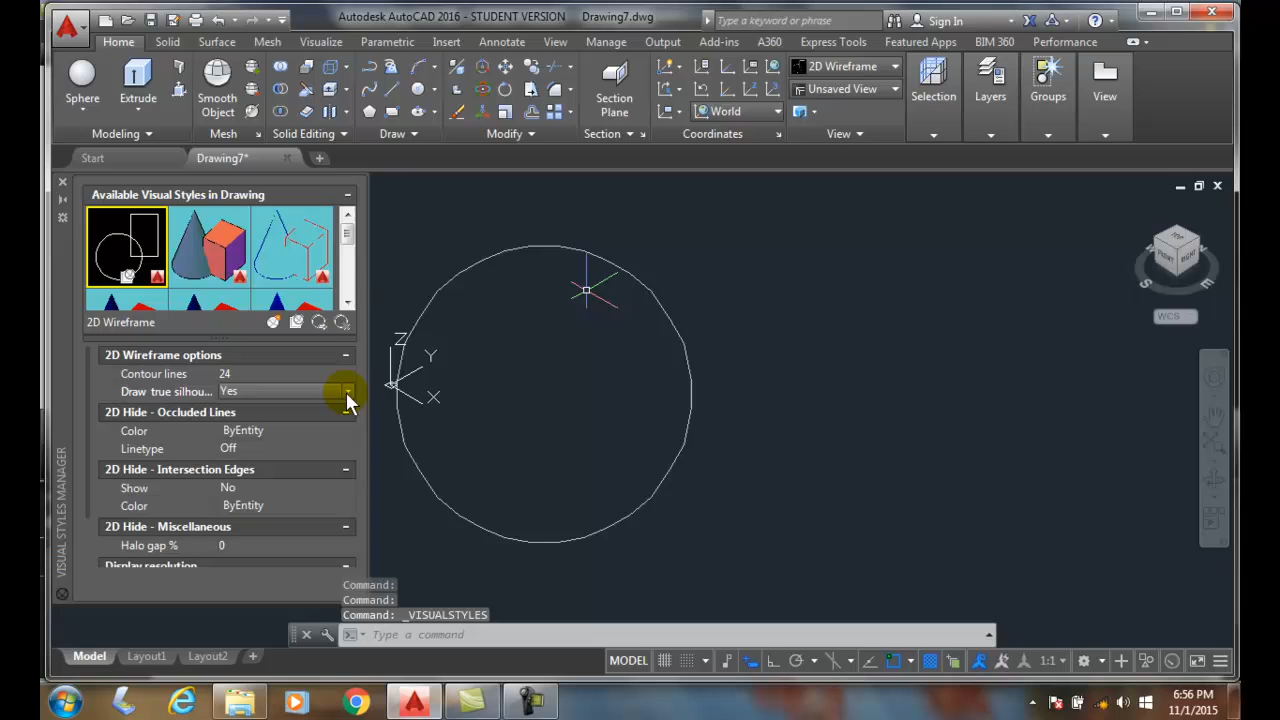 Autodesk AutoCAD 2016 - STUDENT VERSION Drawing7.dwg
Type a keyword or phrase
Sign In
Home Solid Surface Mesh Visualize Parametric Insert Annotate View Manage Output Add-ins A360 Express Tools Featured Apps BIM 360 Performance
Sphere
Extrude
Smooth
Object
Section
Plane
World
2D Wireframe
Unsaved View
Selection
Layers
Groups
View
Modeling
Mesh
Solid Editing
Draw
Modify
Section
Coordinates
View
Start
Drawing7*
Available Visual Styles in Drawing
2D Wireframe
2D Wireframe options
Contour lines 24
Draw true silhou... Yes
2D Hide - Occluded Lines
Color ByEntity
Linetype Off
2D Hide - Intersection Edges
Show No
Color ByEntity
2D Hide - Miscellaneous
Halo gap % 0
Display resolution
VISUAL STYLES MANAGER
Z
Y
X
TOP
FRONT
RIGHT
S
E
WCS
Command:
Command:
Command: _VISUALSTYLES
Type a command
Model Layout1 Layout2
MODEL
1:1
6:56 PM
11/1/2015